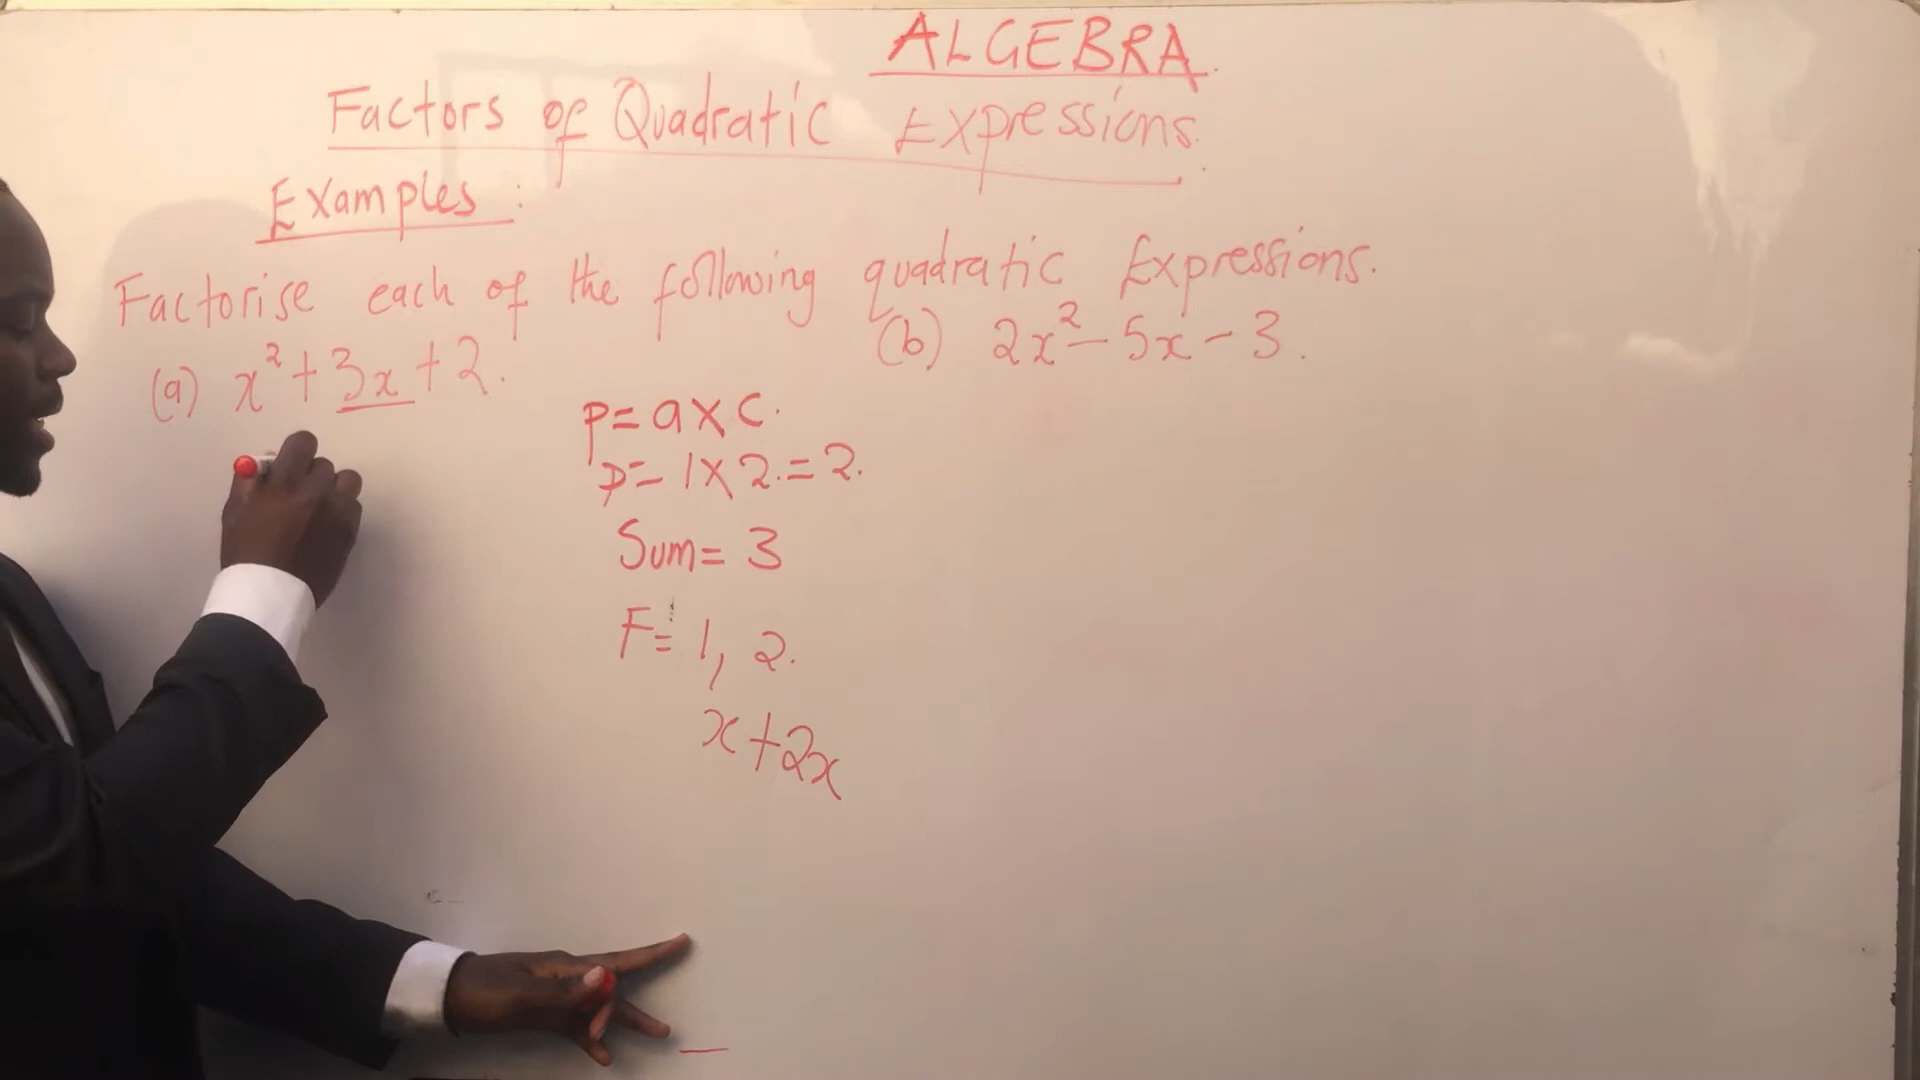 ALGEBRA.
Factors of Quadratic Expressions.
Examples:
Factorise each of the following quadratic Expressions.
(a) x² + 3x + 2.
(b) 2x² - 5x - 3.
P = a x c.
P = 1 x 2. = 2.
Sum = 3
F = 1, 2.
x + 2x